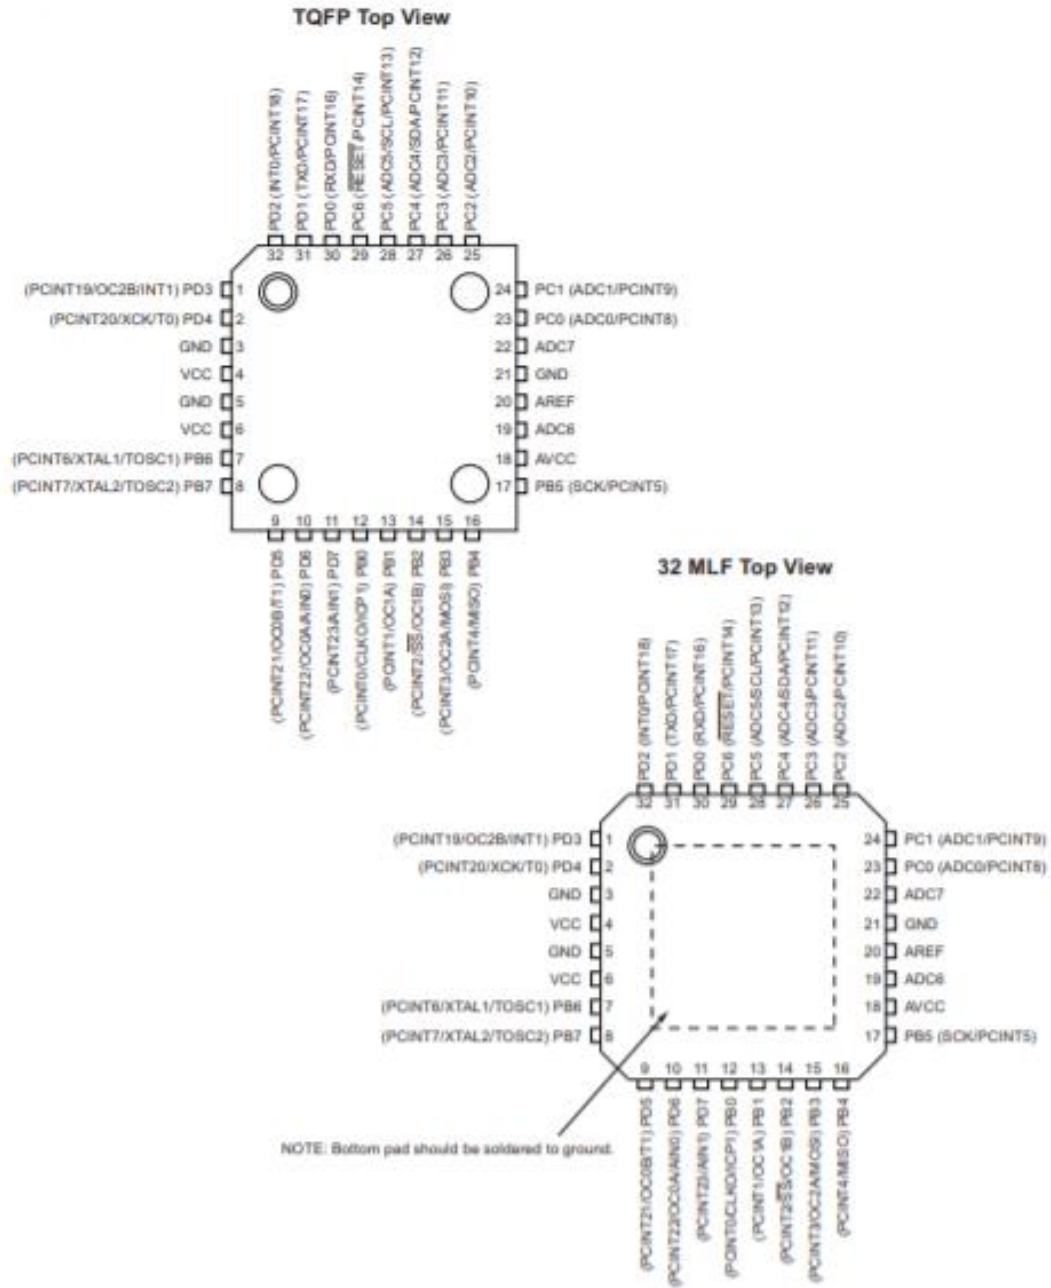 TQFP Top View
PD2 (INT0/PCINT18)
PD1 (TXD/PCINT17)
PD0 (RXD/PCINT16)
PC6 (RESET/PCINT14)
PC5 (ADC5/SCL/PCINT13)
PC4 (ADC4/SDA/PCINT12)
PC3 (ADC3/PCINT11)
PC2 (ADC2/PCINT10)
32 31 30 29 28 27 26 25
(PCINT19/OC2B/INT1) PD3 1
(PCINT20/XCK/T0) PD4 2
GND 3
VCC 4
GND 5
VCC 6
(PCINT6/XTAL1/TOSC1) PB6 7
(PCINT7/XTAL2/TOSC2) PB7 8
24 PC1 (ADC1/PCINT9)
23 PC0 (ADC0/PCINT8)
22 ADC7
21 GND
20 AREF
19 ADC6
18 AVCC
17 PB5 (SCK/PCINT5)
9 10 11 12 13 14 15 16
(PCINT21/OC0B/T1) PD5
(PCINT22/OC0A/AIN0) PD6
(PCINT23/AIN1) PD7
(PCINT0/CLKO/ICP1) PB0
(PCINT1/OC1A) PB1
(PCINT2/SS/OC1B) PB2
(PCINT3/OC2A/MOSI) PB3
(PCINT4/MISO) PB4
32 MLF Top View
PD2 (INT0/PCINT18)
PD1 (TXD/PCINT17)
PD0 (RXD/PCINT16)
PC6 (RESET/PCINT14)
PC5 (ADC5/SCL/PCINT13)
PC4 (ADC4/SDA/PCINT12)
PC3 (ADC3/PCINT11)
PC2 (ADC2/PCINT10)
32 31 30 29 28 27 26 25
(PCINT19/OC2B/INT1) PD3 1
(PCINT20/XCK/T0) PD4 2
GND 3
VCC 4
GND 5
VCC 6
(PCINT6/XTAL1/TOSC1) PB6 7
(PCINT7/XTAL2/TOSC2) PB7 8
24 PC1 (ADC1/PCINT9)
23 PC0 (ADC0/PCINT8)
22 ADC7
21 GND
20 AREF
19 ADC6
18 AVCC
17 PB5 (SCK/PCINT5)
9 10 11 12 13 14 15 16
(PCINT21/OC0B/T1) PD5
(PCINT22/OC0A/AIN0) PD6
(PCINT23/AIN1) PD7
(PCINT0/CLKO/ICP1) PB0
(PCINT1/OC1A) PB1
(PCINT2/SS/OC1B) PB2
(PCINT3/OC2A/MOSI) PB3
(PCINT4/MISO) PB4
NOTE: Bottom pad should be soldered to ground.